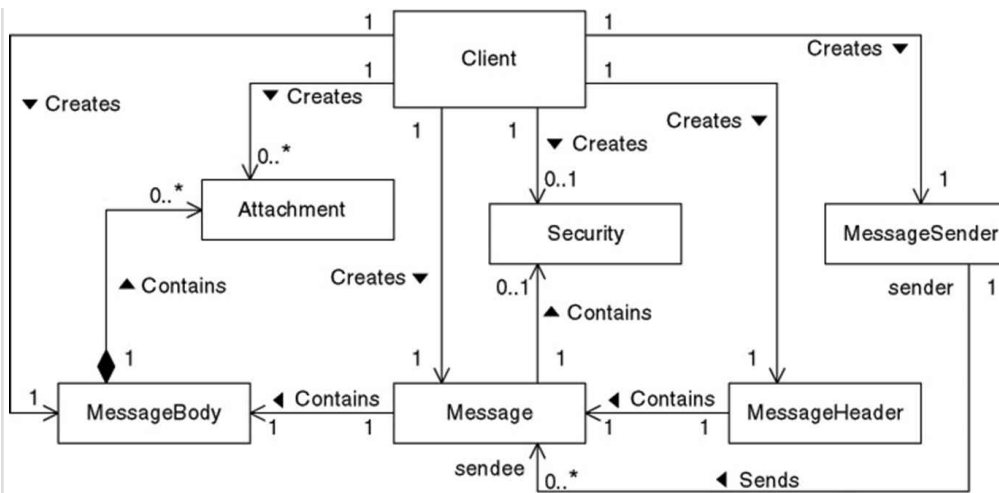 1
1
Client
Creates ▼
1
1
▼ Creates
▼ Creates
1
1
Creates ▼
▼ Creates
0..*
0..1
1
0..*
Attachment
Security
MessageSender
Creates ▼
▲ Contains
0..1
sender
1
▲ Contains
1
1
1
1
1
◀ Contains
◀ Contains
MessageBody
Message
MessageHeader
1
1
1
1
sendee
0..*
◀ Sends